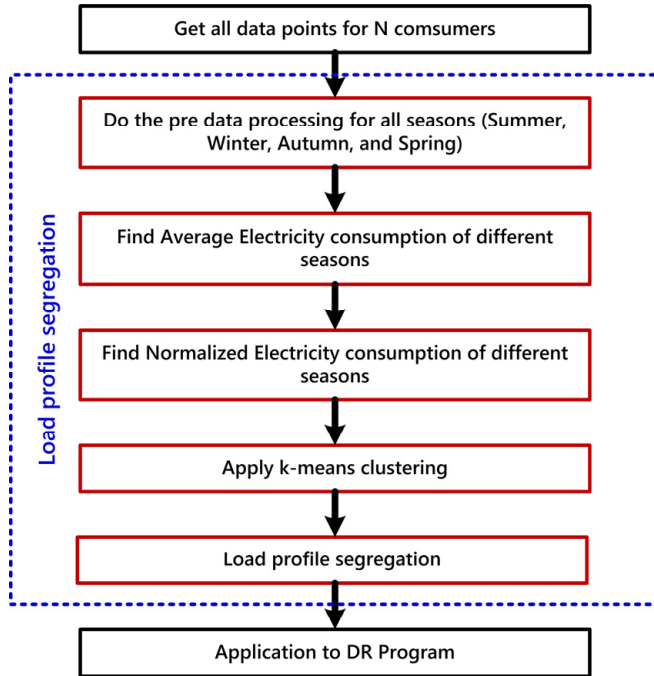 Get all data points for N comsumers
Do the pre data processing for all seasons (Summer,
Winter, Autumn, and Spring)
Find Average Electricity consumption of different
seasons
Find Normalized Electricity consumption of different
seasons
Apply k-means clustering
Load profile segregation
Load profile segregation
Application to DR Program